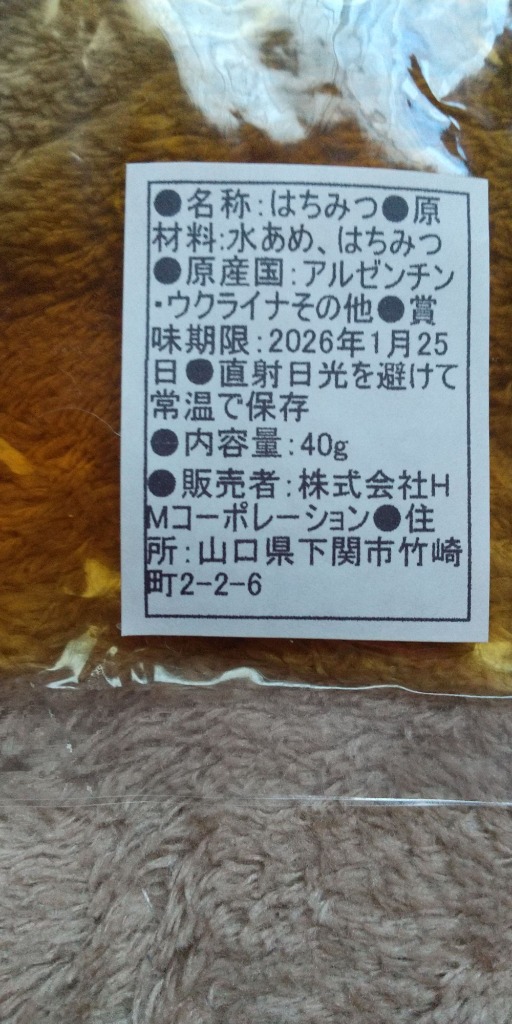 ●名称:はちみつ●原
材料:水あめ、はちみつ
●原産国:アルゼンチン
・ウクライナその他●賞
味期限:2026年1月25
日●直射日光を避けて
常温で保存
●内容量:40g
●販売者:株式会社H
Mコーポレーション●住
所:山口県下関市竹崎
町2-2-6